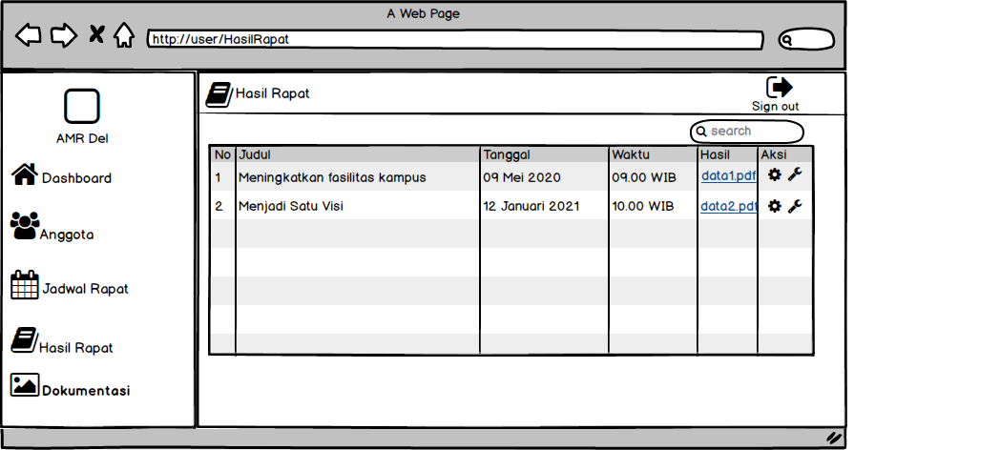 A Web Page
http://user/HasilRapat
AMR Del
Dashboard
Anggota
Jadwal Rapat
Hasil Rapat
Dokumentasi
Hasil Rapat
Sign out
search
No Judul Tanggal Waktu Hasil Aksi
1 Meningkatkan fasilitas kampus 09 Mei 2020 09.00 WIB data1.pdf
2 Menjadi Satu Visi 12 Januari 2021 10.00 WIB data2.pdf